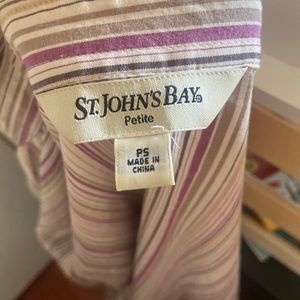 ST. JOHN'S BAY®
Petite
PS
MADE IN
CHINA